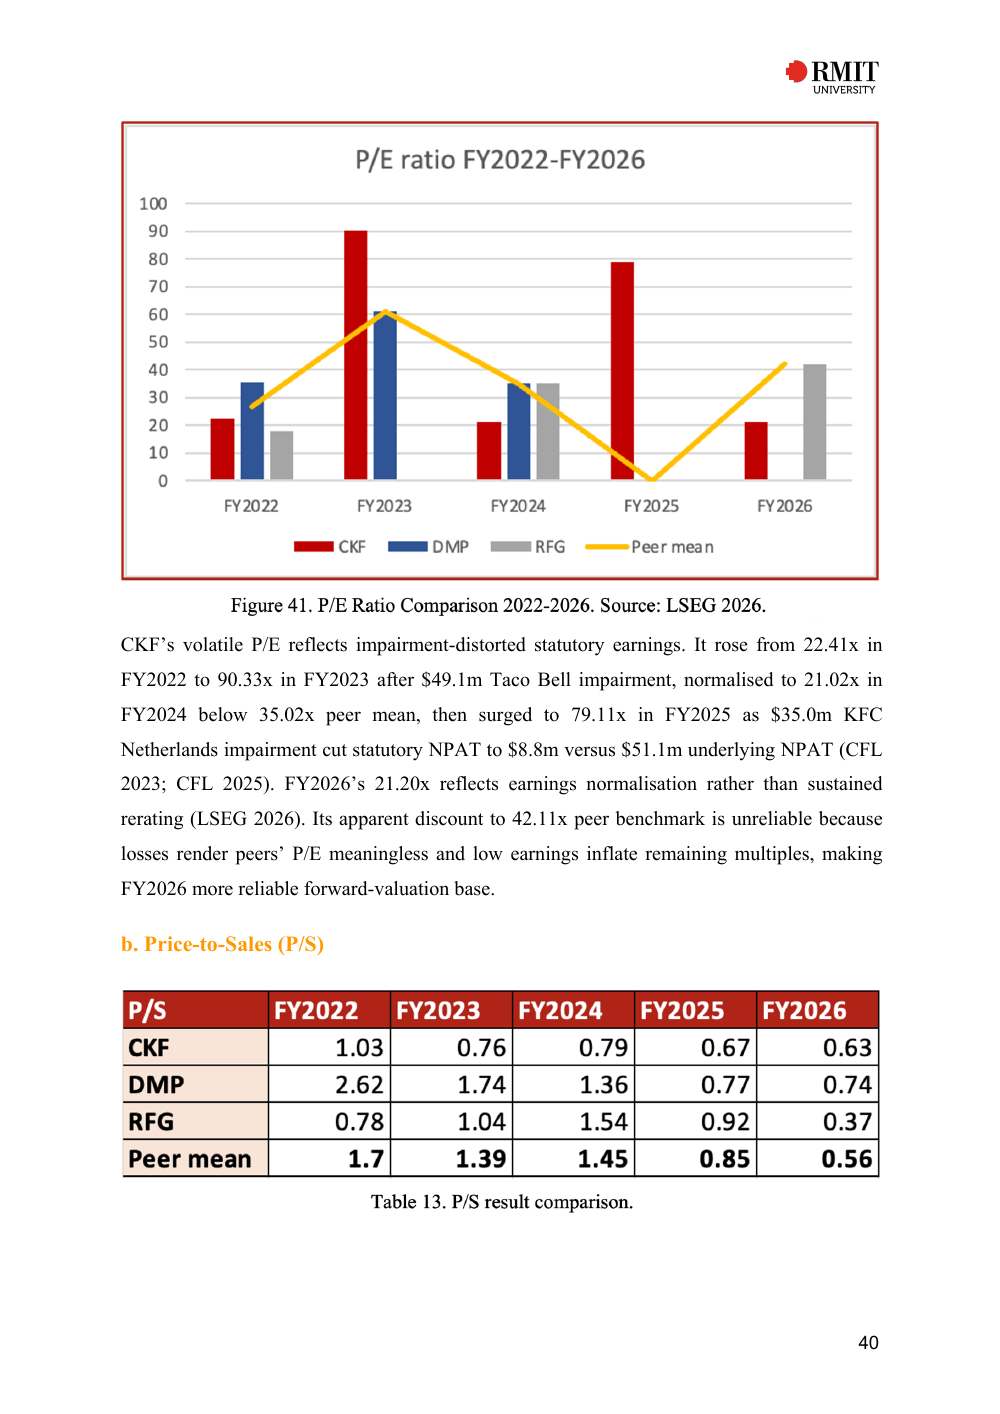 RMIT
UNIVERSITY
P/E ratio FY2022-FY2026
100
90
80
70
60
50
40
30
20
10
0
FY2022 FY2023 FY2024 FY2025 FY2026
CKF DMP RFG Peer mean
Figure 41. P/E Ratio Comparison 2022-2026. Source: LSEG 2026.
CKF’s volatile P/E reflects impairment-distorted statutory earnings. It rose from 22.41x in
FY2022 to 90.33x in FY2023 after $49.1m Taco Bell impairment, normalised to 21.02x in
FY2024 below 35.02x peer mean, then surged to 79.11x in FY2025 as $35.0m KFC
Netherlands impairment cut statutory NPAT to $8.8m versus $51.1m underlying NPAT (CFL
2023; CFL 2025). FY2026’s 21.20x reflects earnings normalisation rather than sustained
rerating (LSEG 2026). Its apparent discount to 42.11x peer benchmark is unreliable because
losses render peers’ P/E meaningless and low earnings inflate remaining multiples, making
FY2026 more reliable forward-valuation base.
b. Price-to-Sales (P/S)
P/S FY2022 FY2023 FY2024 FY2025 FY2026
CKF 1.03 0.76 0.79 0.67 0.63
DMP 2.62 1.74 1.36 0.77 0.74
RFG 0.78 1.04 1.54 0.92 0.37
Peer mean 1.7 1.39 1.45 0.85 0.56
Table 13. P/S result comparison.
40